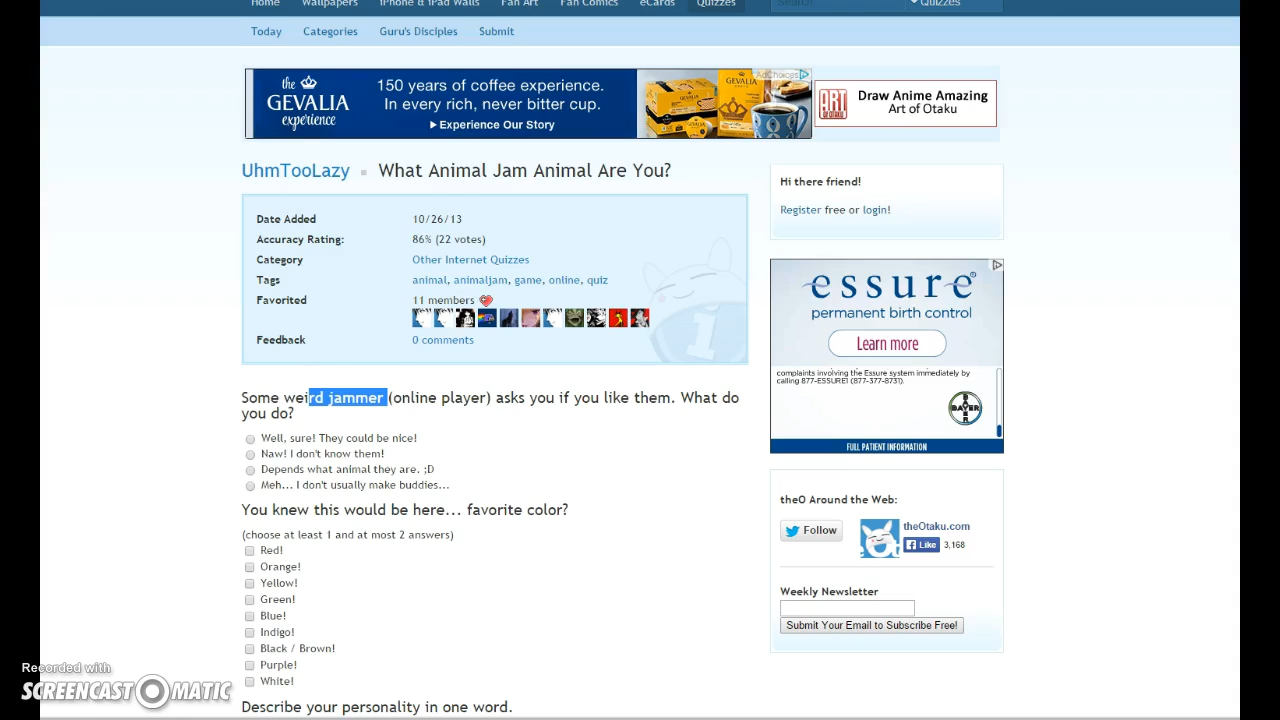 Home Wallpapers iPhone & iPad Walls Fan Art Fan Comics eCards Quizzes Search Quizzes
Today Categories Guru's Disciples Submit
the GEVALIA experience
150 years of coffee experience.
In every rich, never bitter cup.
Experience Our Story
GEVALIA
AdChoices
ART OF OTAKU
Draw Anime Amazing
Art of Otaku
UhmTooLazy What Animal Jam Animal Are You?
Date Added 10/26/13
Accuracy Rating: 86% (22 votes)
Category Other Internet Quizzes
Tags animal, animaljam, game, online, quiz
Favorited 11 members
Feedback 0 comments
Some weird jammer (online player) asks you if you like them. What do
you do?
Well, sure! They could be nice!
Naw! I don't know them!
Depends what animal they are. ;D
Meh... I don't usually make buddies...
You knew this would be here... favorite color?
(choose at least 1 and at most 2 answers)
Red!
Orange!
Yellow!
Green!
Blue!
Indigo!
Black / Brown!
Purple!
White!
Describe your personality in one word.
Hi there friend!
Register free or login!
essure®
permanent birth control
Learn more
complaints involving the Essure system immediately by
calling 877-ESSURE1 (877-377-8731).
BAYER
FULL PATIENT INFORMATION
theO Around the Web:
Follow
theOtaku.com
Like 3,168
Weekly Newsletter
Submit Your Email to Subscribe Free!
Recorded with
SCREENCAST MATIC